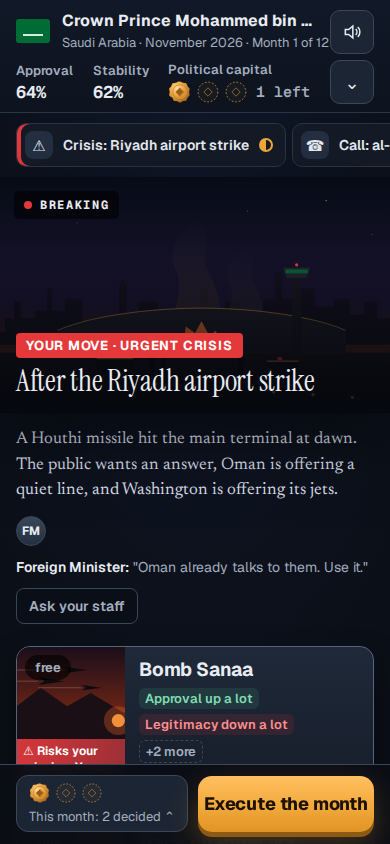 Crown Prince Mohammed bin ...
Saudi Arabia · November 2026 · Month 1 of 12
Approval
64%
Stability
62%
Political capital
1 left
Crisis: Riyadh airport strike
Call: al-
BREAKING
YOUR MOVE · URGENT CRISIS
After the Riyadh airport strike
A Houthi missile hit the main terminal at dawn.
The public wants an answer, Oman is offering a
quiet line, and Washington is offering its jets.
FM
Foreign Minister: "Oman already talks to them. Use it."
Ask your staff
free
Bomb Sanaa
Approval up a lot
Legitimacy down a lot
+2 more
⚠ Risks your
This month: 2 decided ⌃
Execute the month